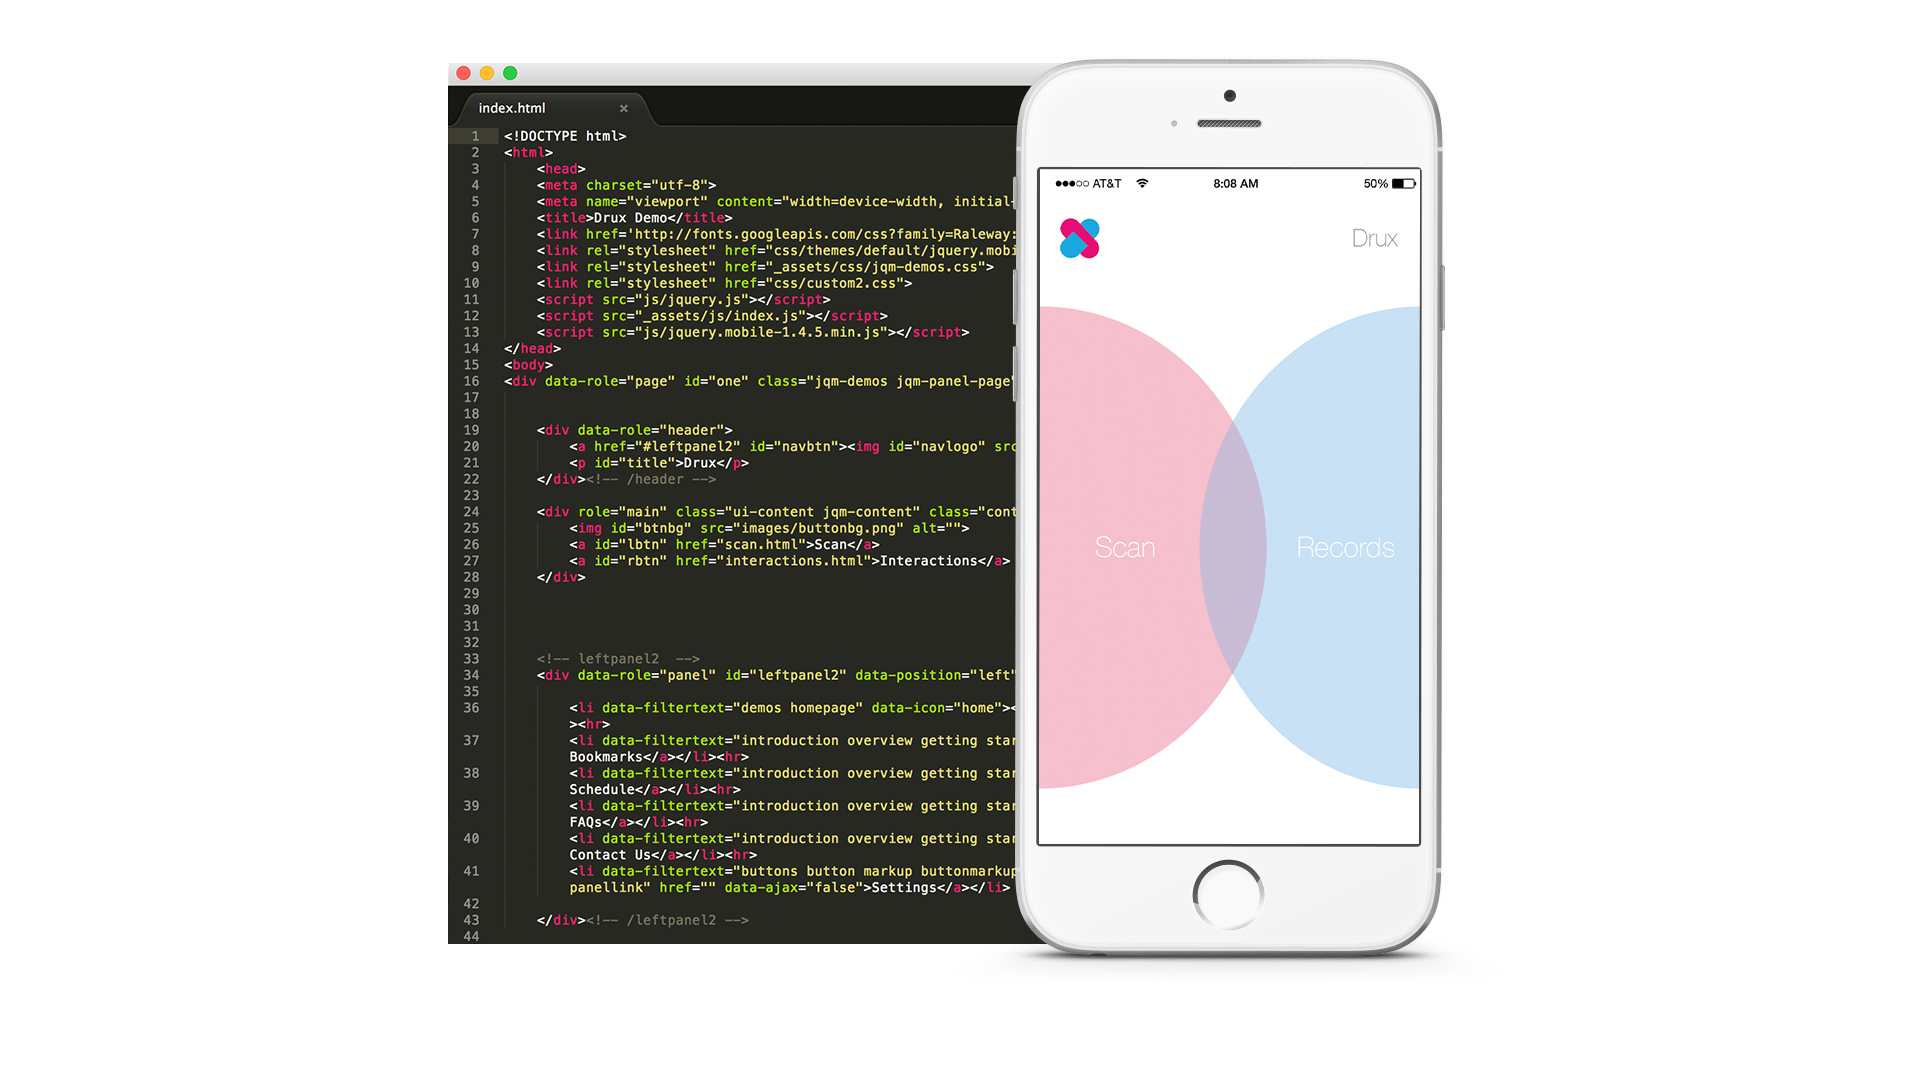 index.html ×
1 <!DOCTYPE html>
2 <html>
3 <head>
4 <meta charset="utf-8">
5 <meta name="viewport" content="width=device-width, initial-
6 <title>Drux Demo</title>
7 <link href='http://fonts.googleapis.com/css?family=Raleway:
8 <link rel="stylesheet" href="css/themes/default/jquery.mobi
9 <link rel="stylesheet" href="_assets/css/jqm-demos.css">
10 <link rel="stylesheet" href="css/custom2.css">
11 <script src="js/jquery.js"></script>
12 <script src="_assets/js/index.js"></script>
13 <script src="js/jquery.mobile-1.4.5.min.js"></script>
14 </head>
15 <body>
16 <div data-role="page" id="one" class="jqm-demos jqm-panel-page"
17
18
19 <div data-role="header">
20 <a href="#leftpanel2" id="navbtn"><img id="navlogo" src
21 <p id="title">Drux</p>
22 </div><!-- /header -->
23
24 <div role="main" class="ui-content jqm-content" class="cont
25 <img id="btnbg" src="images/buttonbg.png" alt="">
26 <a id="lbtn" href="scan.html">Scan</a>
27 <a id="rbtn" href="interactions.html">Interactions</a>
28 </div>
29
30
31
32
33 <!-- leftpanel2  -->
34 <div data-role="panel" id="leftpanel2" data-position="left"
35
36 <li data-filtertext="demos homepage" data-icon="home"><
><hr>
37 <li data-filtertext="introduction overview getting star
Bookmarks</a></li><hr>
38 <li data-filtertext="introduction overview getting star
Schedule</a></li><hr>
39 <li data-filtertext="introduction overview getting star
FAQs</a></li><hr>
40 <li data-filtertext="introduction overview getting star
Contact Us</a></li><hr>
41 <li data-filtertext="buttons button markup buttonmarkup
panellink" href="" data-ajax="false">Settings</a></li>
42
43 </div><!-- /leftpanel2 -->
44
AT&T 8:08 AM 50%
Drux
Scan Records